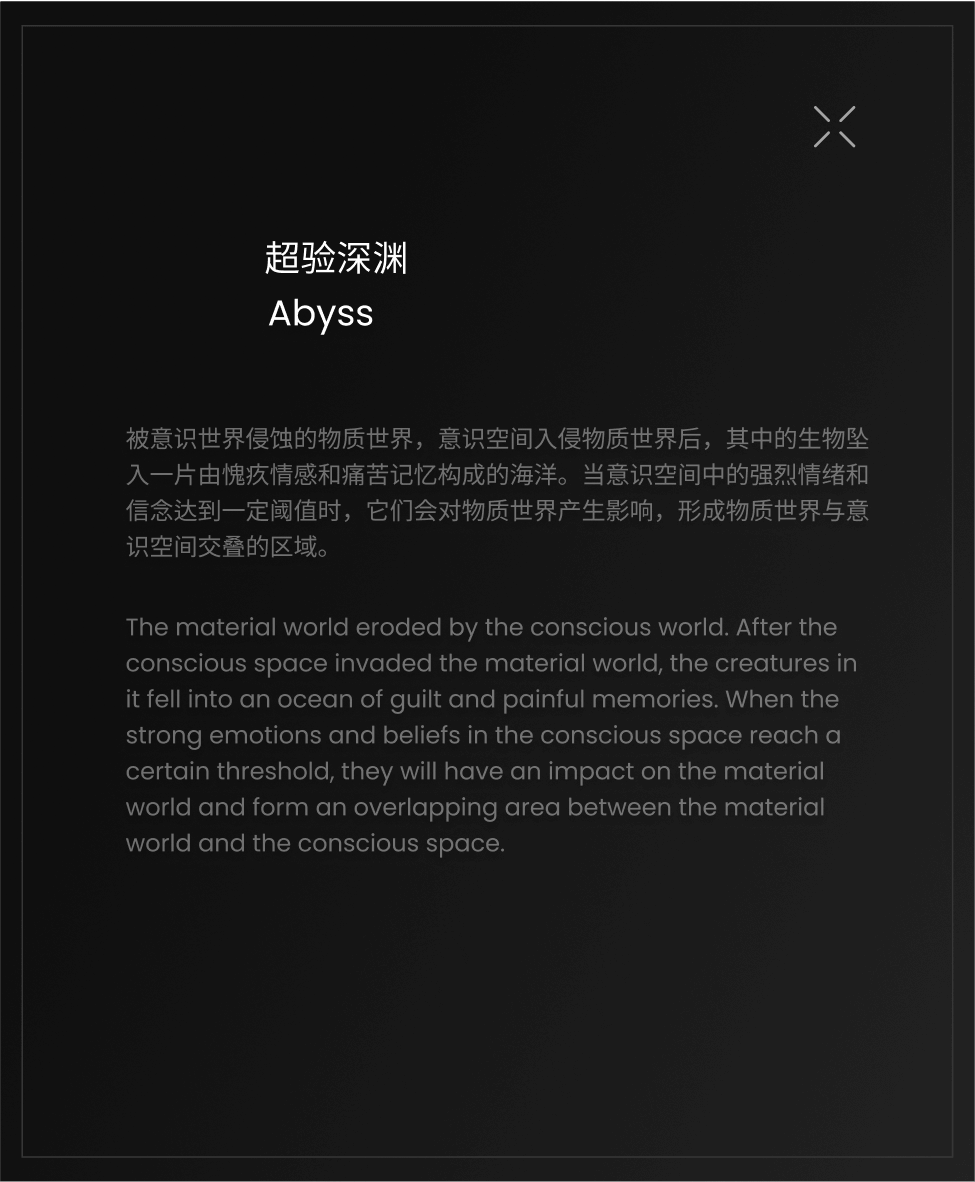 超验深渊
Abyss
被意识世界侵蚀的物质世界，意识空间入侵物质世界后，其中的生物坠
入一片由愧疚情感和痛苦记忆构成的海洋。当意识空间中的强烈情绪和
信念达到一定阈值时，它们会对物质世界产生影响，形成物质世界与意
识空间交叠的区域。
The material world eroded by the conscious world. After the
conscious space invaded the material world, the creatures in
it fell into an ocean of guilt and painful memories. When the
strong emotions and beliefs in the conscious space reach a
certain threshold, they will have an impact on the material
world and form an overlapping area between the material
world and the conscious space.